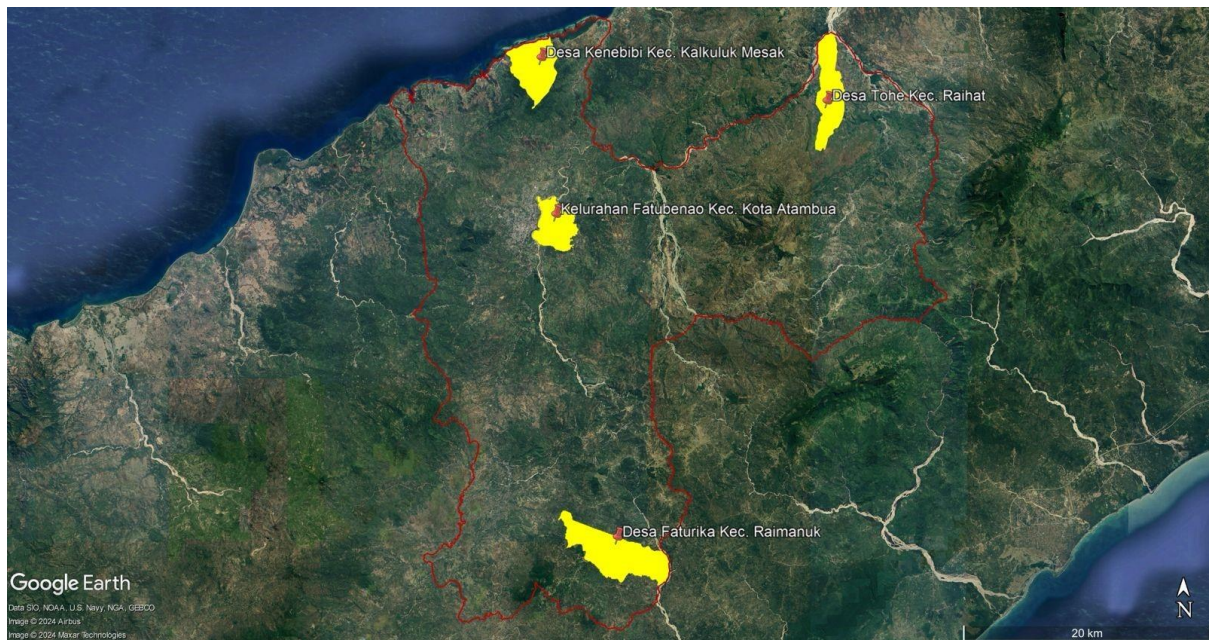 Desa Kenebibi Kec. Kalkuluk Mesak
Desa Tohe Kec. Raihat
Kelurahan Fatubenao Kec. Kota Atambua
Desa Faturika Kec. Raimanuk
Google Earth
Data SIO, NOAA, U.S. Navy, NGA, GEBCO
Image © 2024 Airbus
Image © 2024 Maxar Technologies
N
20 km